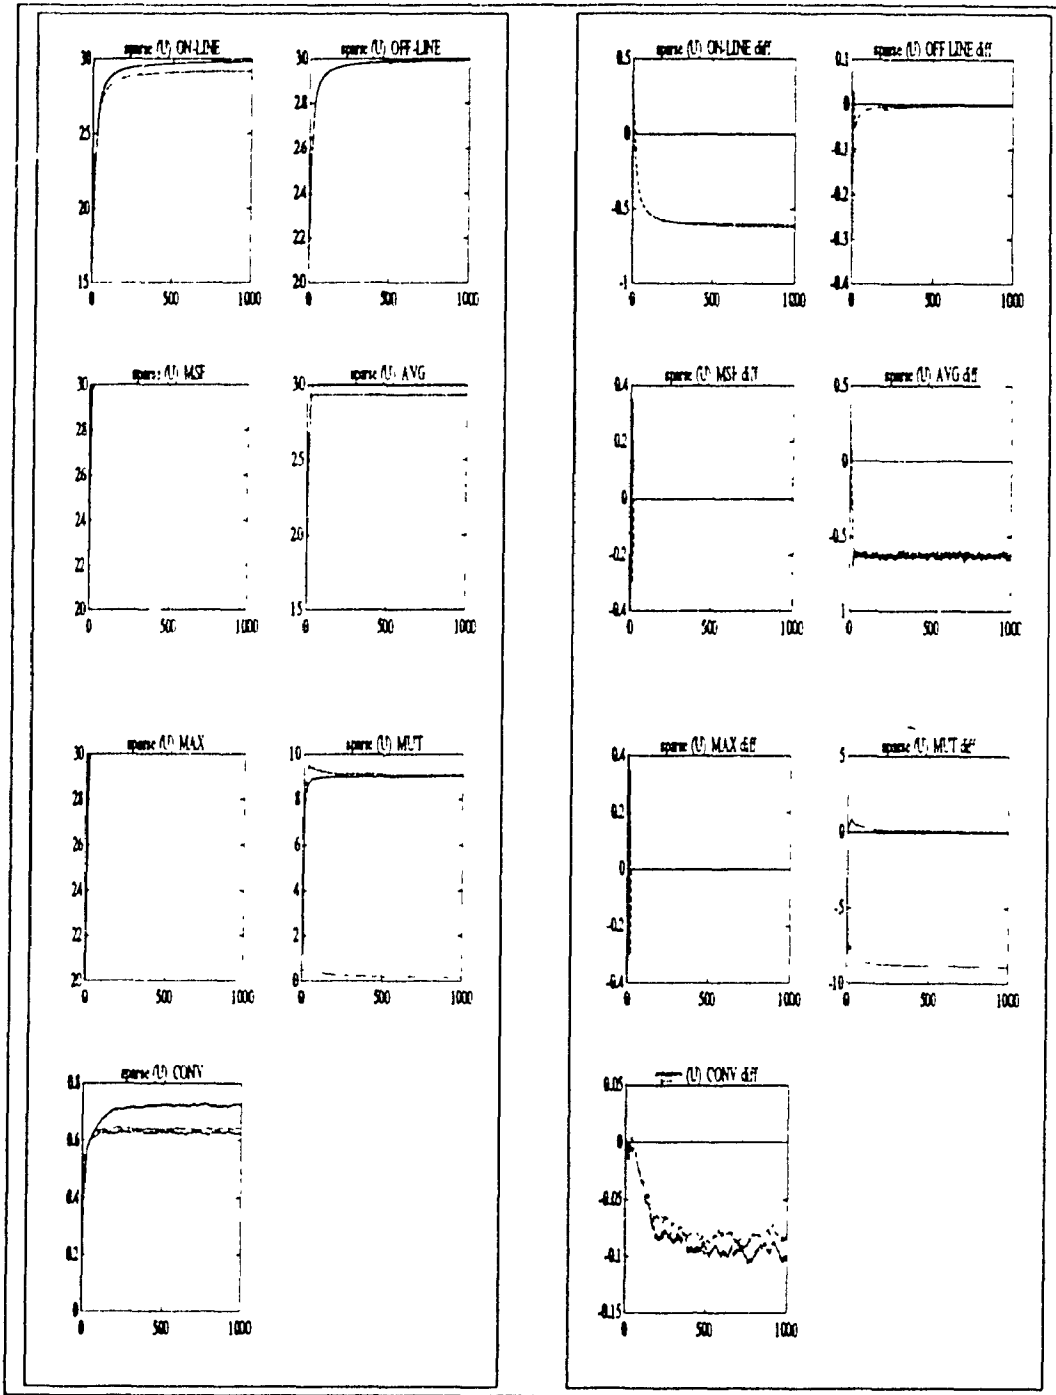 sparse (U) ON-LINE
30
25
20
15
0 500 1000
sparse (U) OFF-LINE
30
28
26
24
22
20
0 500 1000
sparse (U) ON-LINE diff
0.5
0
-0.5
-1
0 500 1000
sparse (U) OFF LINE diff
0.1
0
-0.1
-0.2
-0.3
-0.4
0 500 1000
sparse (U) MSF
30
28
26
24
22
20
0 500 1000
sparse (U) AVG
30
25
20
15
0 500 1000
sparse (U) MSF diff
0.4
0.2
0
-0.2
-0.4
0 500 1000
sparse (U) AVG diff
0.5
0
-0.5
1
0 500 1000
sparse (U) MAX
30
28
26
24
22
20
0 500 1000
sparse (U) MUT
10
8
6
4
2
0
0 500 1000
sparse (U) MAX diff
0.4
0.2
0
-0.2
-0.4
0 500 1000
sparse (U) MUT diff
5
0
-5
-10
0 500 1000
sparse (U) CONV
0.8
0.6
0.4
0.2
0
0 500 1000
(U) CONV diff
0.05
0
-0.05
-0.1
-0.15
0 500 1000